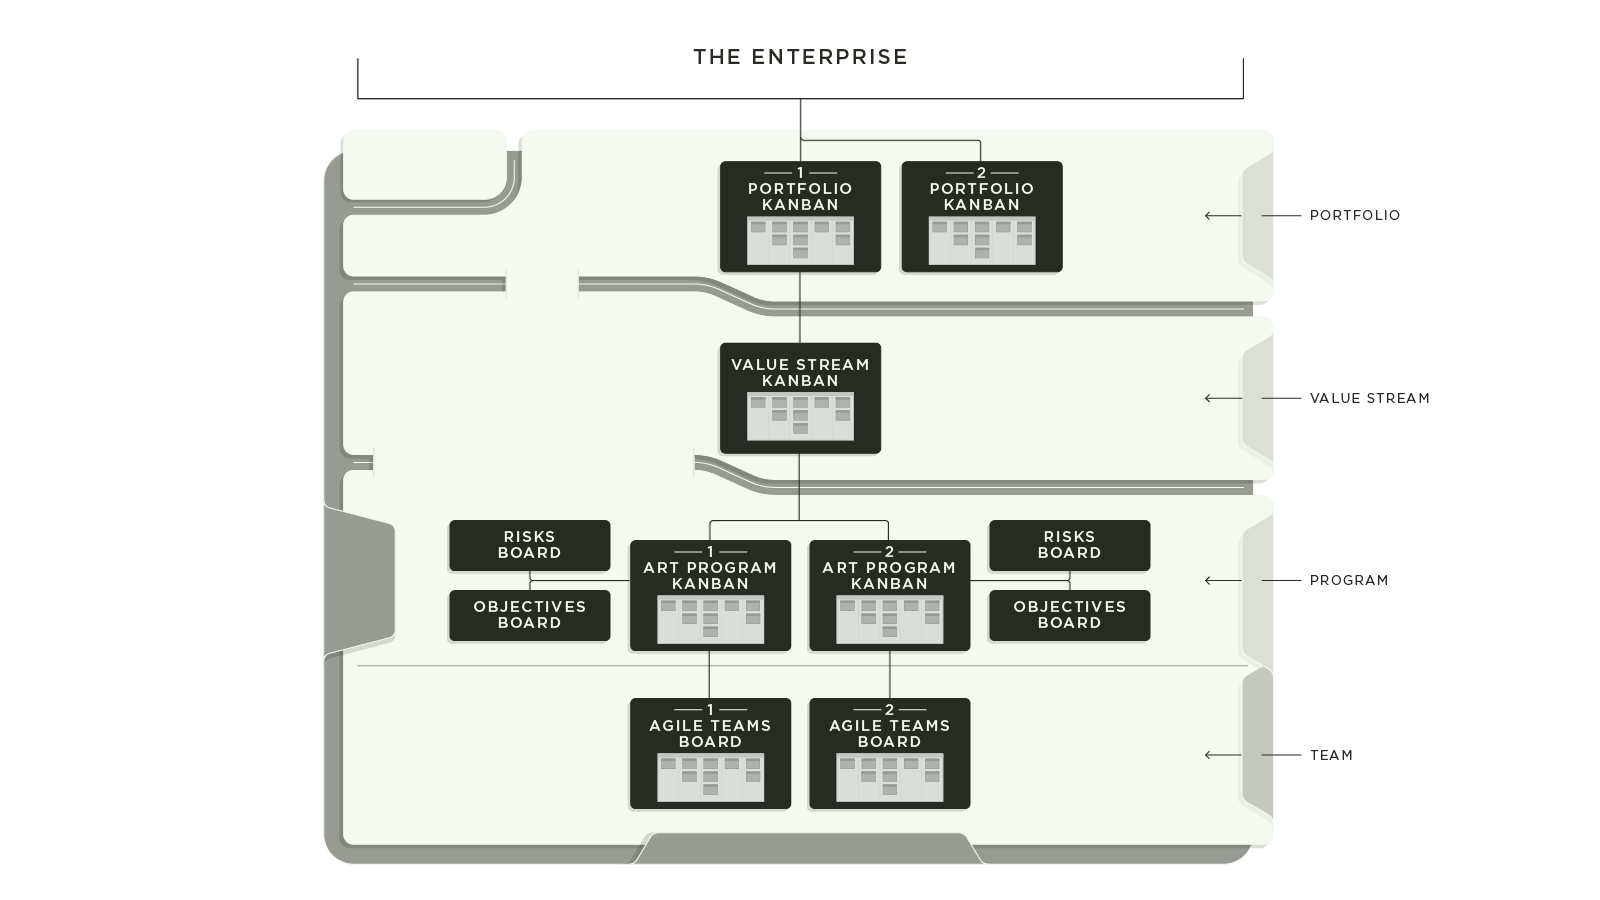 THE ENTERPRISE
1
PORTFOLIO
KANBAN
2
PORTFOLIO
KANBAN
PORTFOLIO
VALUE STREAM
KANBAN
VALUE STREAM
RISKS
BOARD
OBJECTIVES
BOARD
1
ART PROGRAM
KANBAN
2
ART PROGRAM
KANBAN
RISKS
BOARD
OBJECTIVES
BOARD
PROGRAM
1
AGILE TEAMS
BOARD
2
AGILE TEAMS
BOARD
TEAM